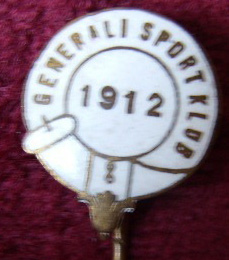 GENERALI SPORT KLUB
1912